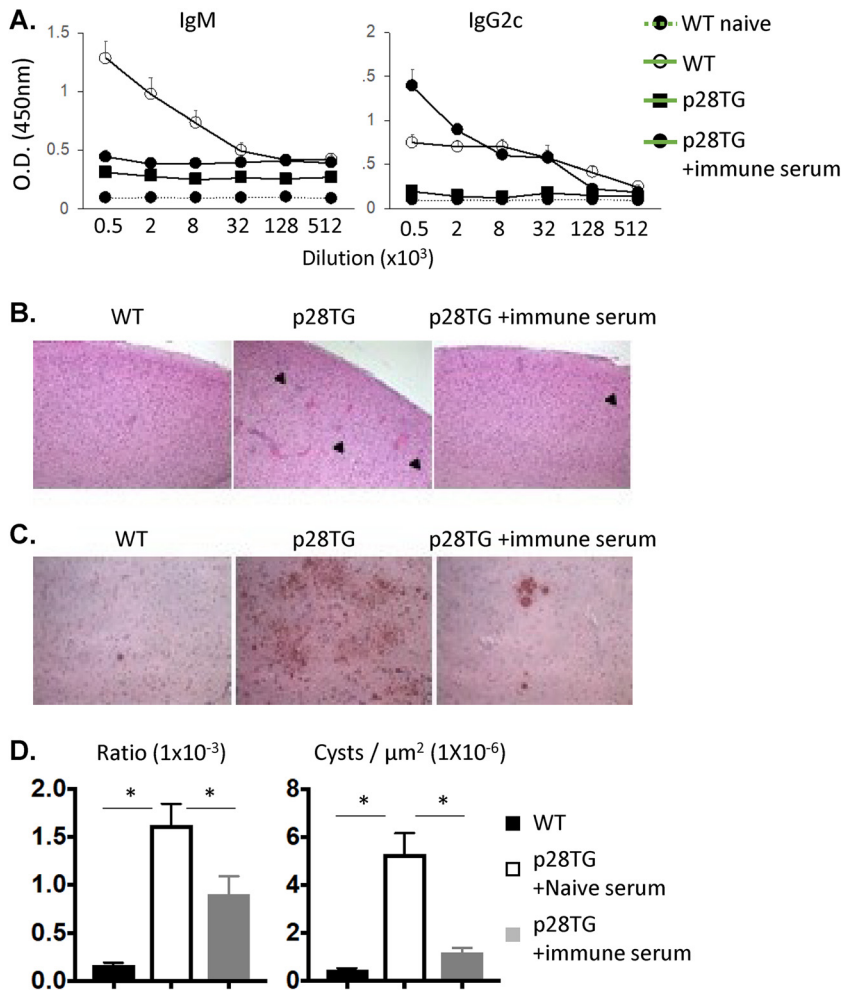 A.
IgM
IgG2c
WT naive
WT
p28TG
p28TG
+immune serum
O.D. (450nm)
1.5
1
0.5
0
2
1.5
1
.5
0
0.5 2 8 32 128 512
0.5 2 8 32 128 512
Dilution (x10³)
B.
WT
p28TG
p28TG +immune serum
C.
WT
p28TG
p28TG +immune serum
D.
Ratio (1x10⁻³)
Cysts / μm² (1X10⁻⁶)
2.0
1.5
1.0
0.5
0.0
* *
8
6
4
2
0
* *
WT
p28TG
+Naive serum
p28TG
+immune serum